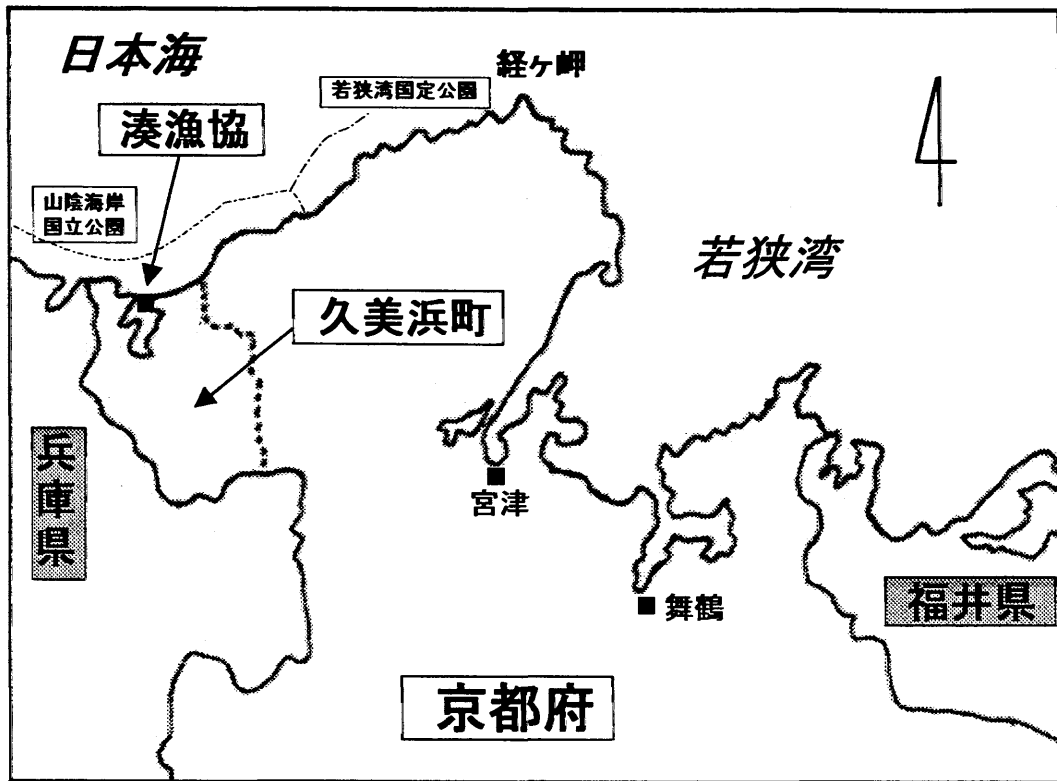 日本海
経ヶ岬
若狭湾国定公園
湊漁協
山陰海岸
国立公園
若狭湾
久美浜町
兵庫県
宮津
舞鶴
福井県
京都府